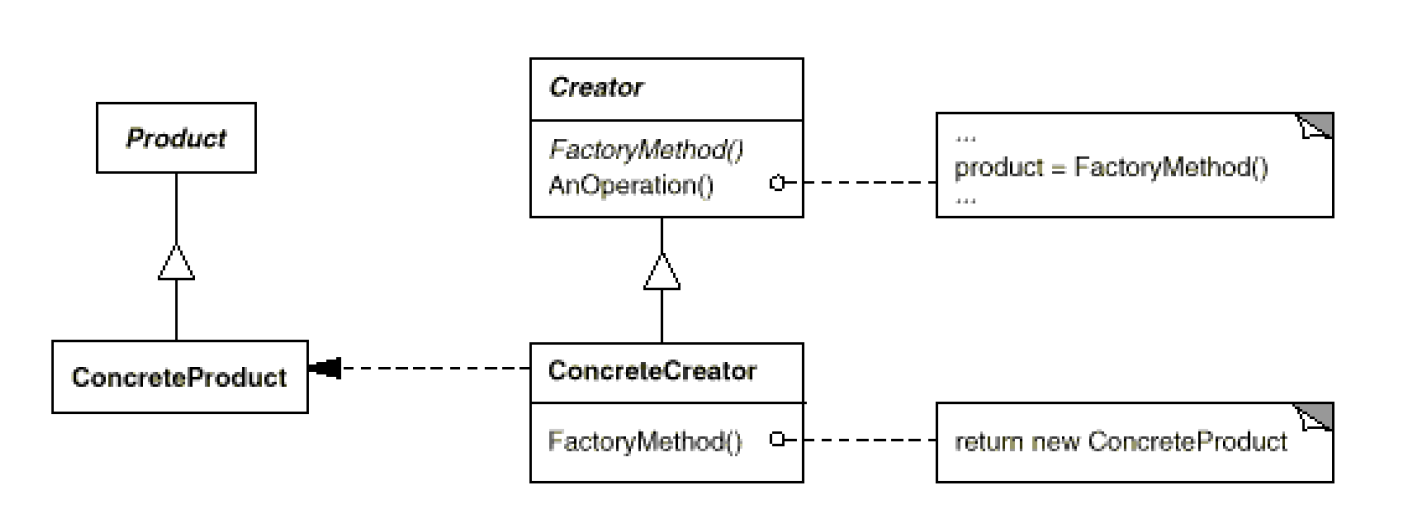 Product
Creator
FactoryMethod()
AnOperation()
...
product = FactoryMethod()
...
ConcreteProduct
ConcreteCreator
FactoryMethod()
return new ConcreteProduct